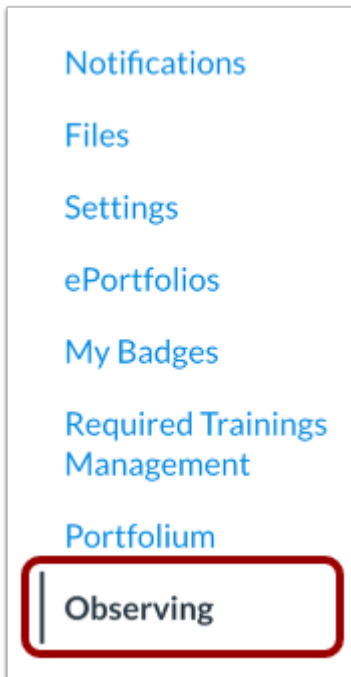 Notifications
Files
Settings
ePortfolios
My Badges
Required Trainings
Management
Portfolium
Observing